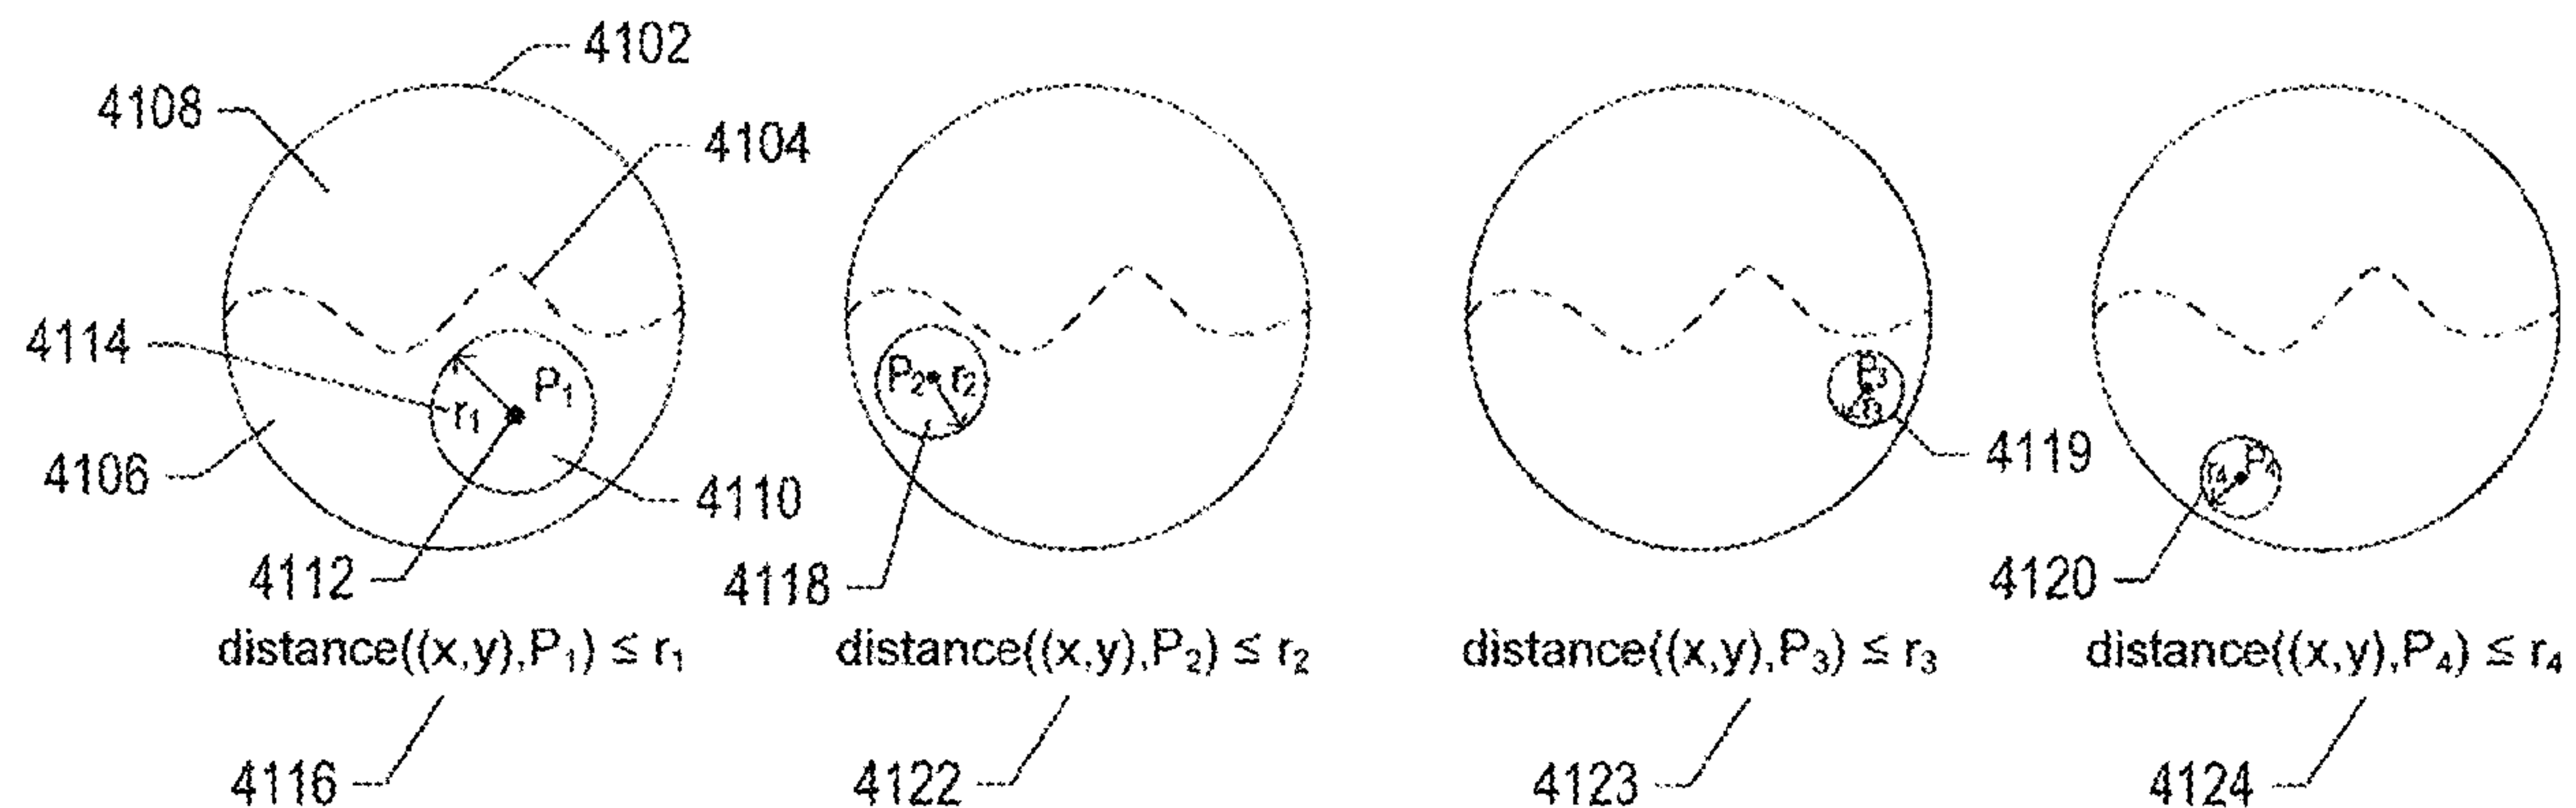 4102
4108
4104
4114
r₁ P₁
P₂ r₂
P₃
r₃
4106
4110
4119
r₄ P₄
4112
4118
4120
distance((x,y),P₁) ≤ r₁
distance((x,y),P₂) ≤ r₂
distance((x,y),P₃) ≤ r₃
distance((x,y),P₄) ≤ r₄
4116
4122
4123
4124